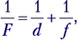 1/F = 1/d + 1/f,